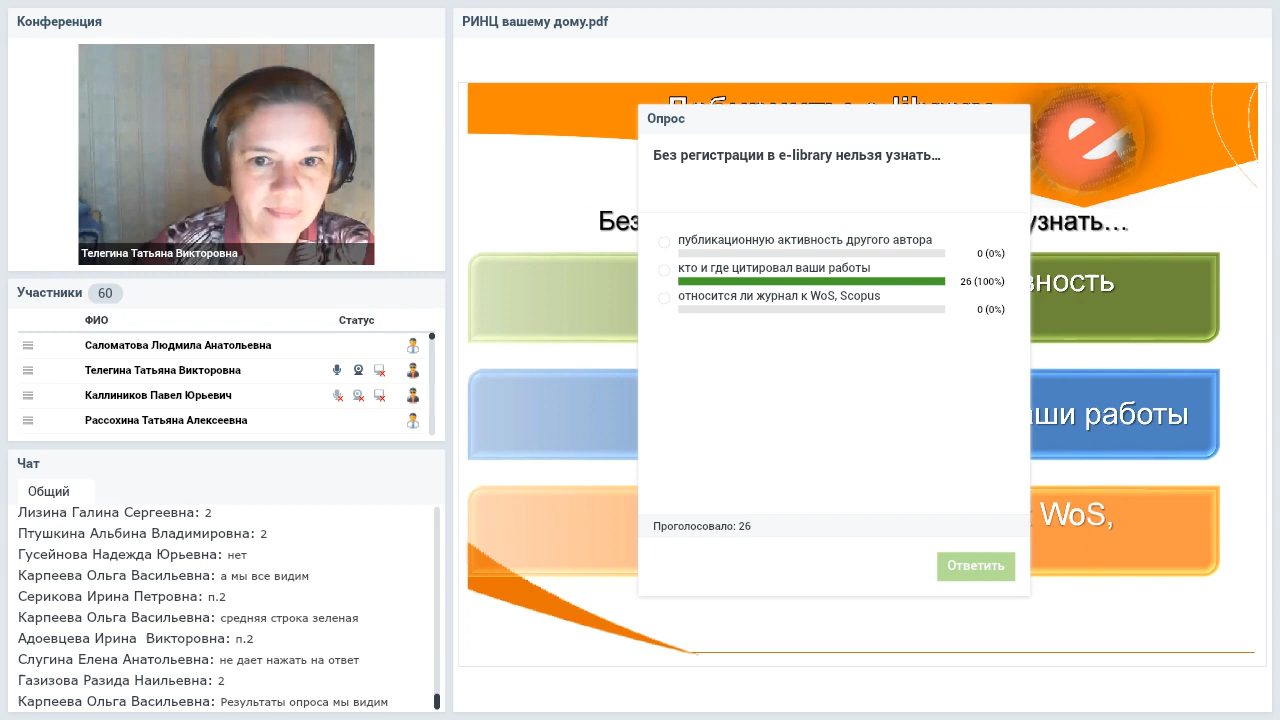 Конференция
Телегина Татьяна Викторовна
Участники 60
ФИО Статус
Саломатова Людмила Анатольевна
Телегина Татьяна Викторовна
Каллиников Павел Юрьевич
Рассохина Татьяна Алексеевна
Чат
Общий
Лизина Галина Сергеевна: 2
Птушкина Альбина Владимировна: 2
Гусейнова Надежда Юрьевна: нет
Карпеева Ольга Васильевна: а мы все видим
Серикова Ирина Петровна: п.2
Карпеева Ольга Васильевна: средняя строка зеленая
Адоевцева Ирина  Викторовна: п.2
Слугина Елена Анатольевна: не дает нажать на ответ
Газизова Разида Наильевна: 2
Карпеева Ольга Васильевна: Результаты опроса мы видим
РИНЦ вашему дому.pdf
узнать...
работы
WoS,
Опрос
Без регистрации в e-library нельзя узнать...
публикационную активность другого автора
0 (0%)
кто и где цитировал ваши работы
26 (100%)
относится ли журнал к WoS, Scopus
0 (0%)
Проголосовало: 26
Ответить